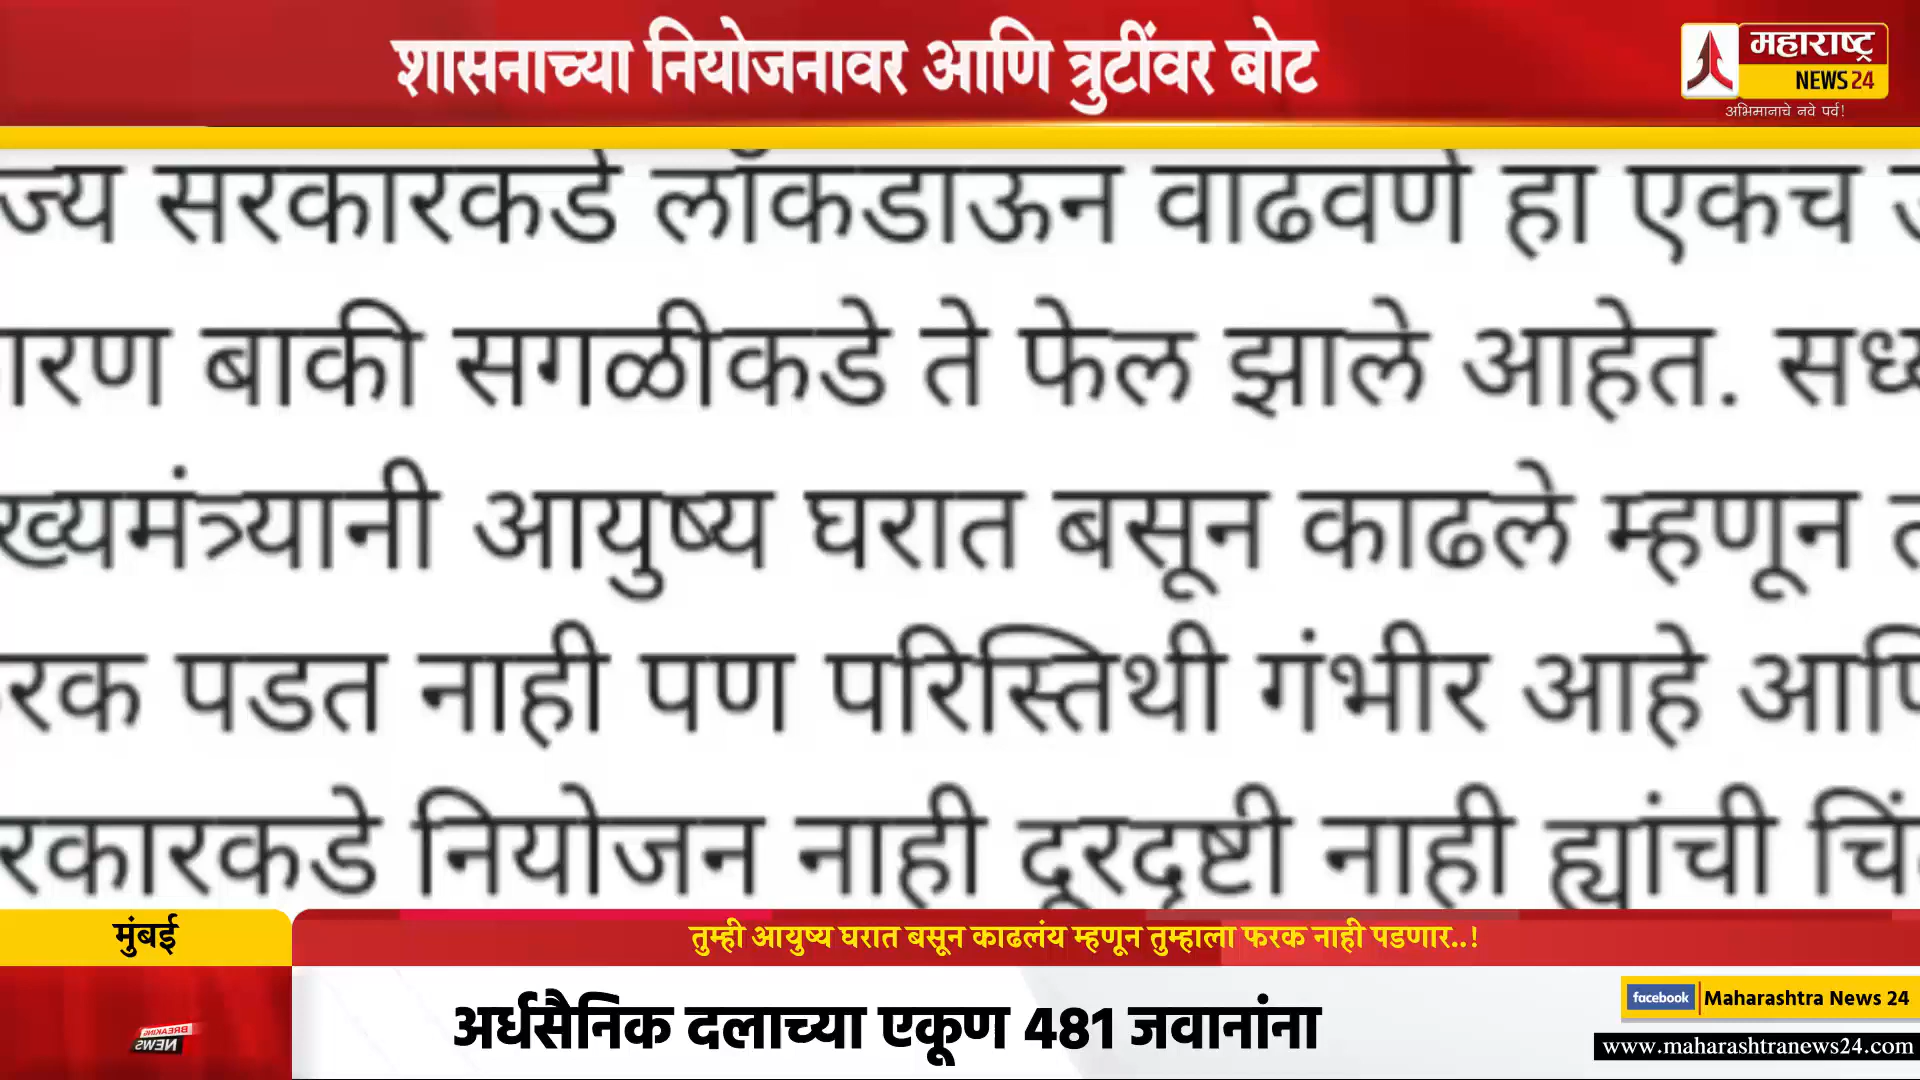 शासनाच्या नियोजनावर आणि त्रुटींवर बोट
महाराष्ट्र
NEWS 24
अभिमानाचे नवे पर्व!
ज्य सरकारकडे लॉकडाऊन वाढवणे हा एकच
ारण बाकी सगळीकडे ते फेल झाले आहेत. सध्य
ख्यमंत्र्यानी आयुष्य घरात बसून काढले म्हणून
रक पडत नाही पण परिस्तिथी गंभीर आहे आणि
रकारकडे नियोजन नाही दूरदृष्टी नाही ह्यांची चिं
मुंबई
तुम्ही आयुष्य घरात बसून काढलंय म्हणून तुम्हाला फरक नाही पडणार..!
BREAKING
NEWS
अर्धसैनिक दलाच्या एकूण 481 जवानांना
facebook Maharashtra News 24
www.maharashtranews24.com